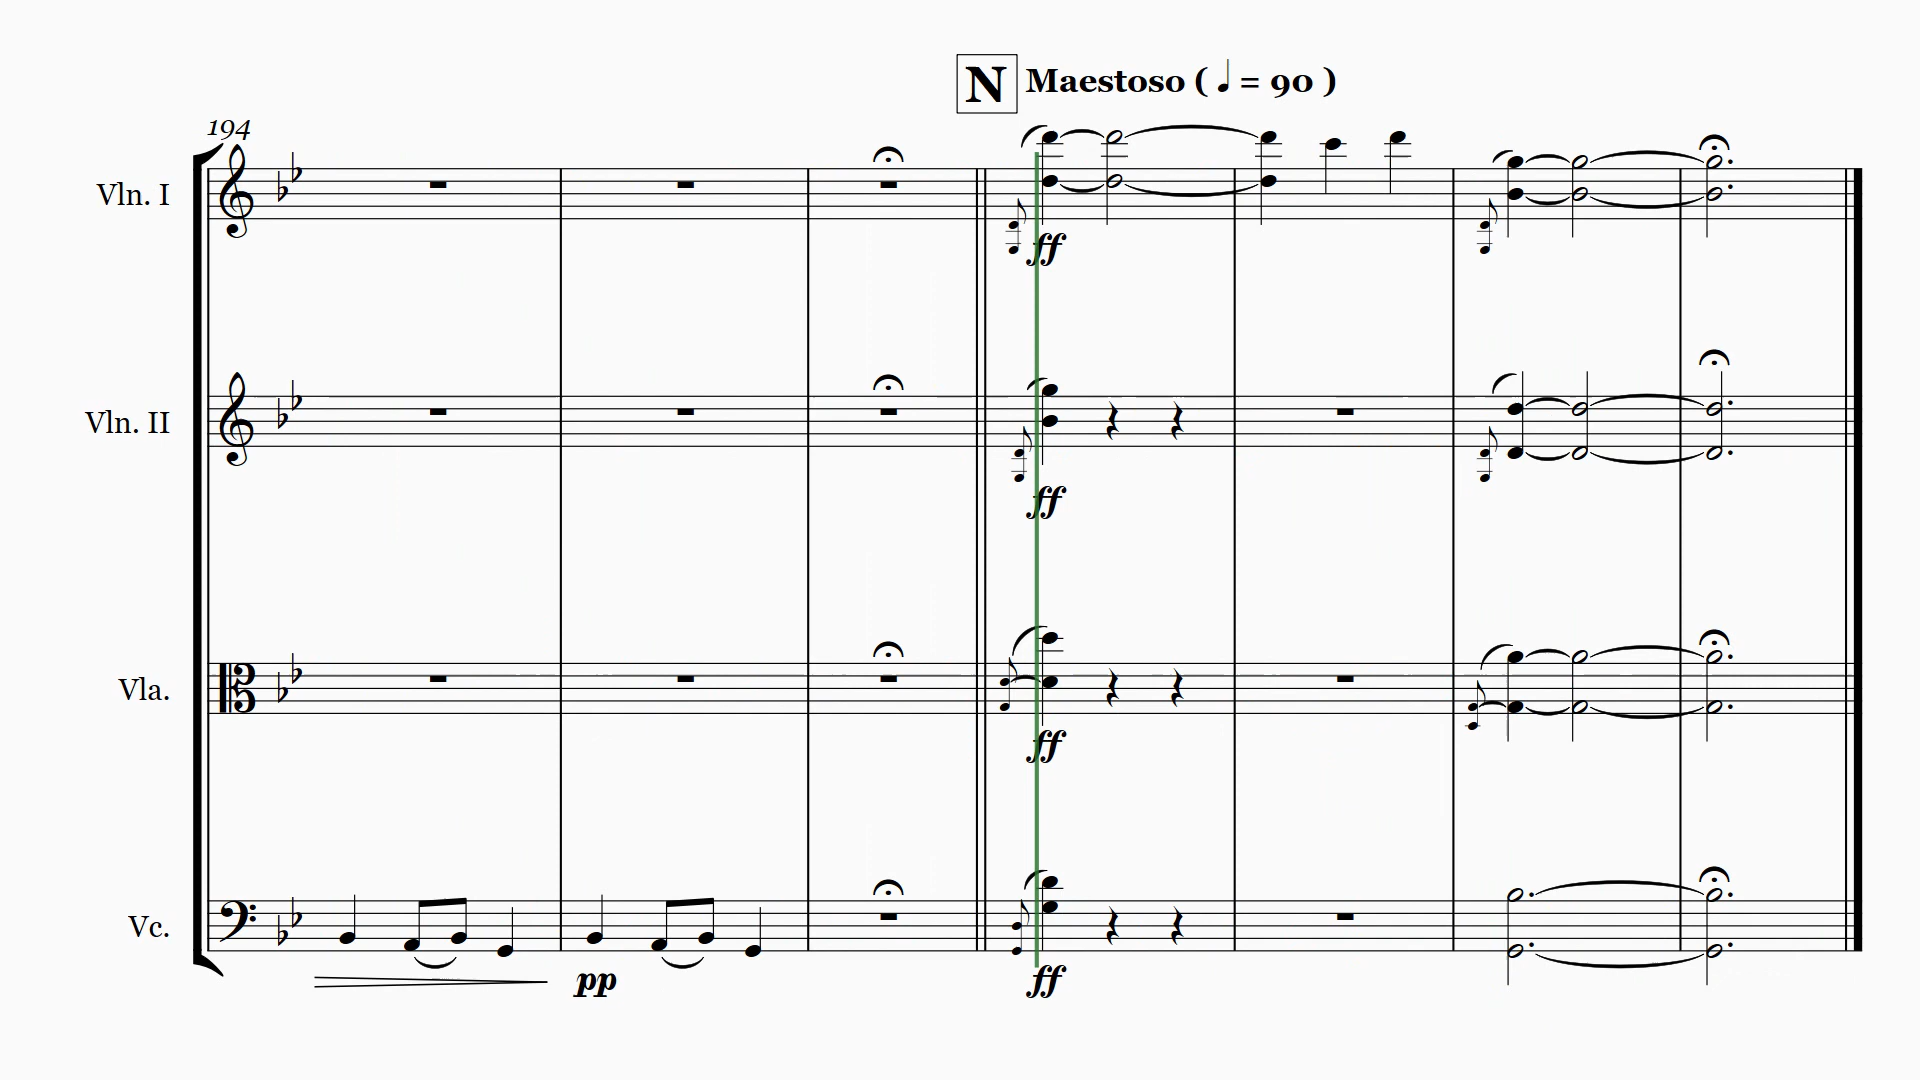 N Maestoso ( ♩ = 90 )
194
Vln. I
ff
Vln. II
ff
Vla.
ff
Vc.
pp ff